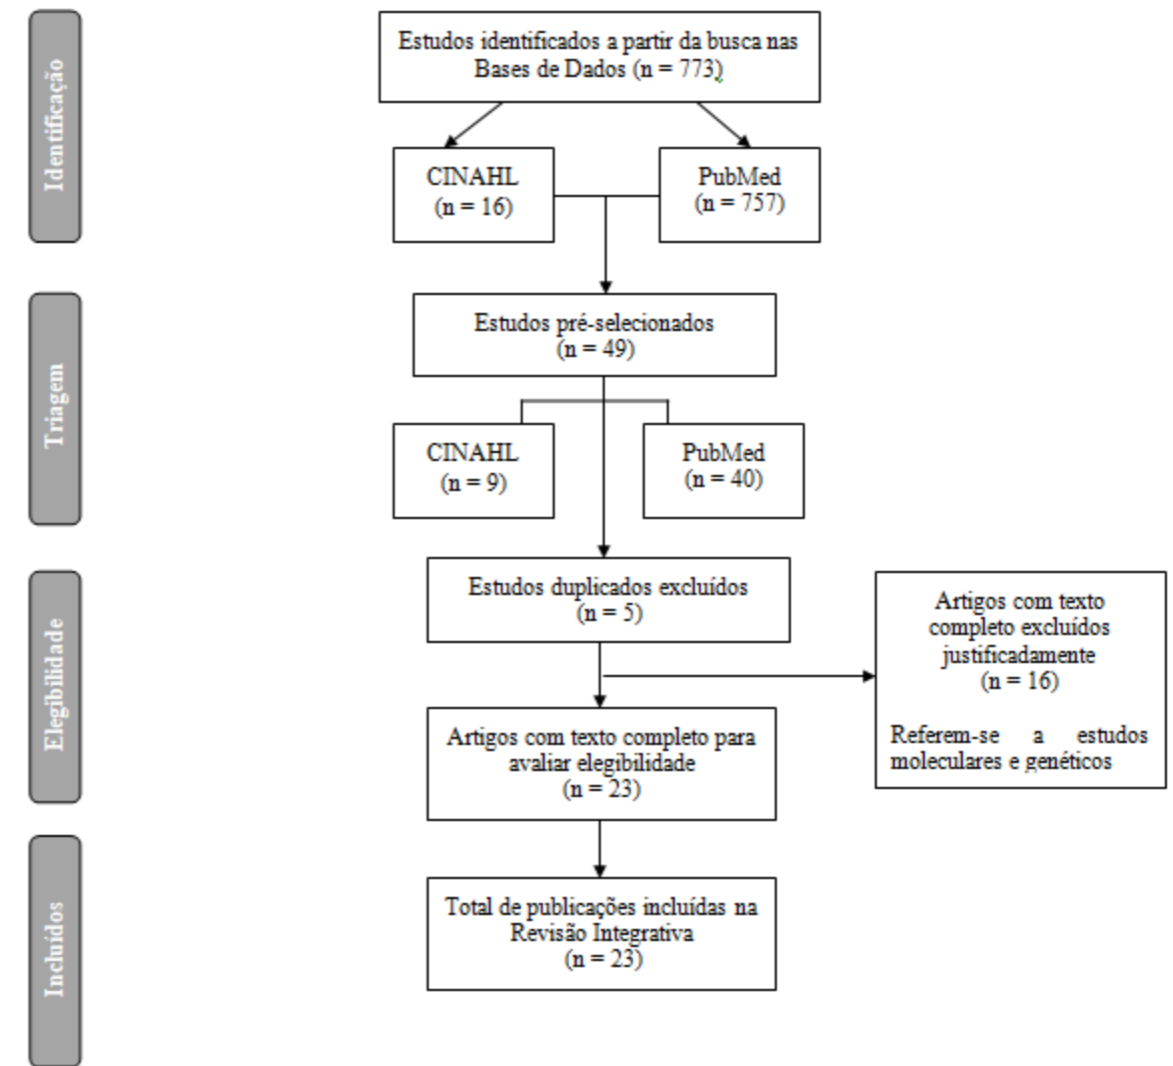 Identificação
Estudos identificados a partir da busca nas
Bases de Dados (n = 773)
CINAHL
(n = 16)
PubMed
(n = 757)
Triagem
Estudos pré-selecionados
(n = 49)
CINAHL
(n = 9)
PubMed
(n = 40)
Elegibilidade
Estudos duplicados excluídos
(n = 5)
Artigos com texto
completo excluídos
justificadamente
(n = 16)
Referem-se a estudos
moleculares e genéticos
Artigos com texto completo para
avaliar elegibilidade
(n = 23)
Incluídos
Total de publicações incluídas na
Revisão Integrativa
(n = 23)